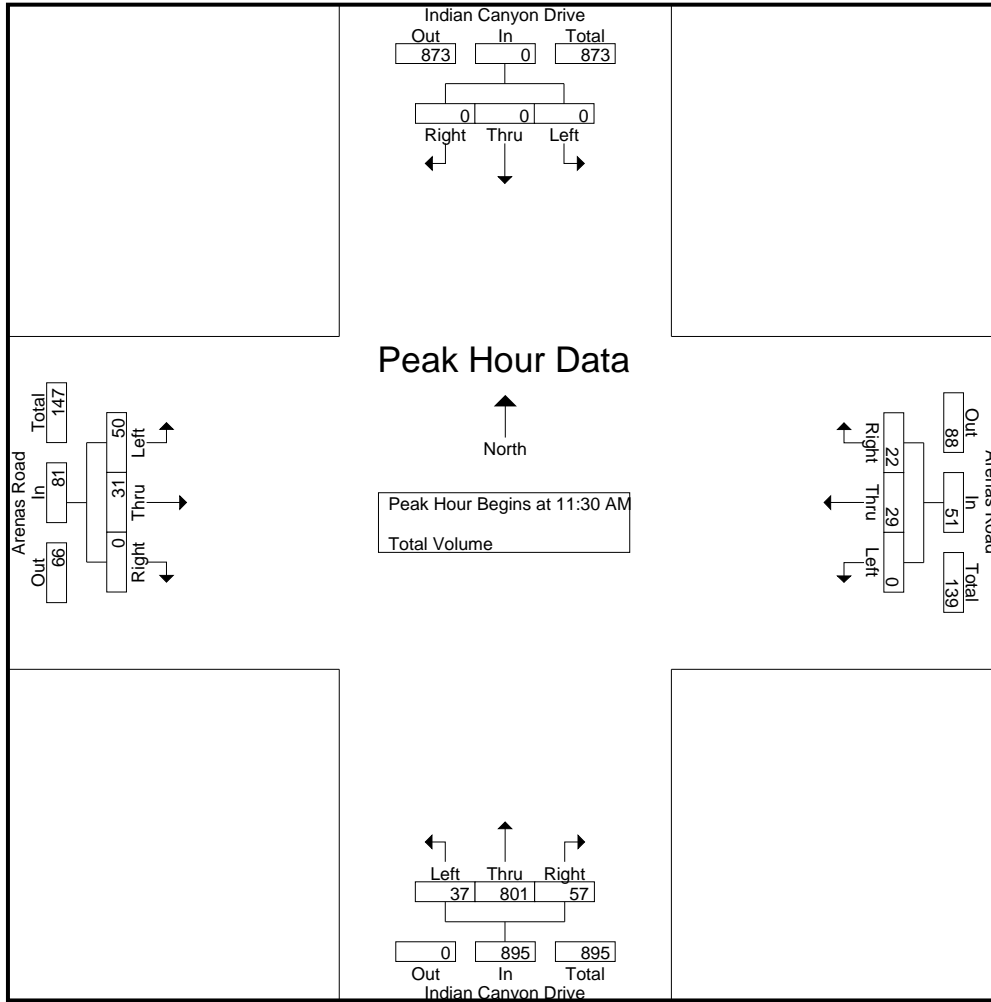 Indian Canyon Drive
Out In Total
873 0 873
0 0 0
Right Thru Left
Peak Hour Data
North
Peak Hour Begins at 11:30 AM
Total Volume
Arenas Road
Out In Total
66 81 147
Left Thru Right
50 31 0
Arenas Road
Out In Total
88 51 139
Right Thru Left
22 29 0
Left Thru Right
37 801 57
0 895 895
Out In Total
Indian Canyon Drive